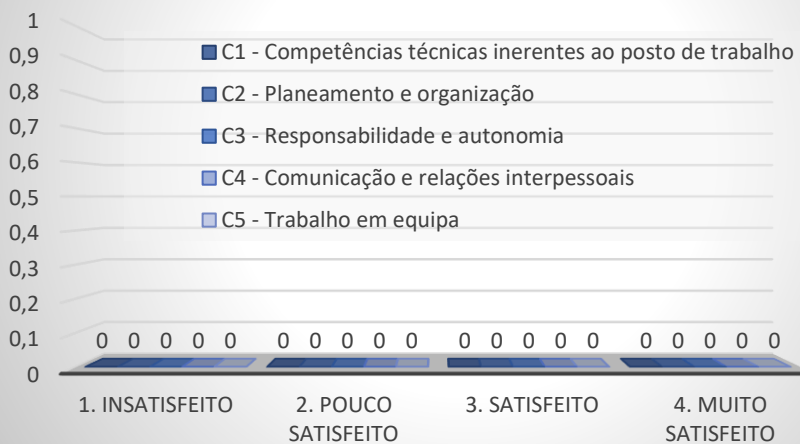 1
0,9
0,8
0,7
0,6
0,5
0,4
0,3
0,2
0,1
0
C1 - Competências técnicas inerentes ao posto de trabalho
C2 - Planeamento e organização
C3 - Responsabilidade e autonomia
C4 - Comunicação e relações interpessoais
C5 - Trabalho em equipa
0 0 0 0 0 0 0 0 0 0 0 0 0 0 0 0 0 0 0 0
1. INSATISFEITO
2. POUCO
SATISFEITO
3. SATISFEITO
4. MUITO
SATISFEITO